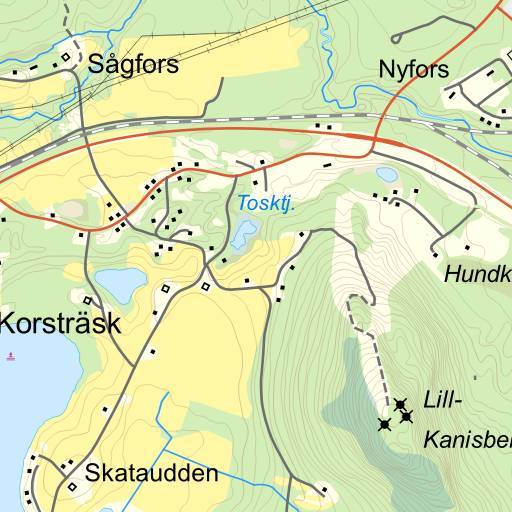 Sågfors
Nyfors
Tosktj.
Hundk
Korsträsk
Lill-
Kanisber
Skataudden